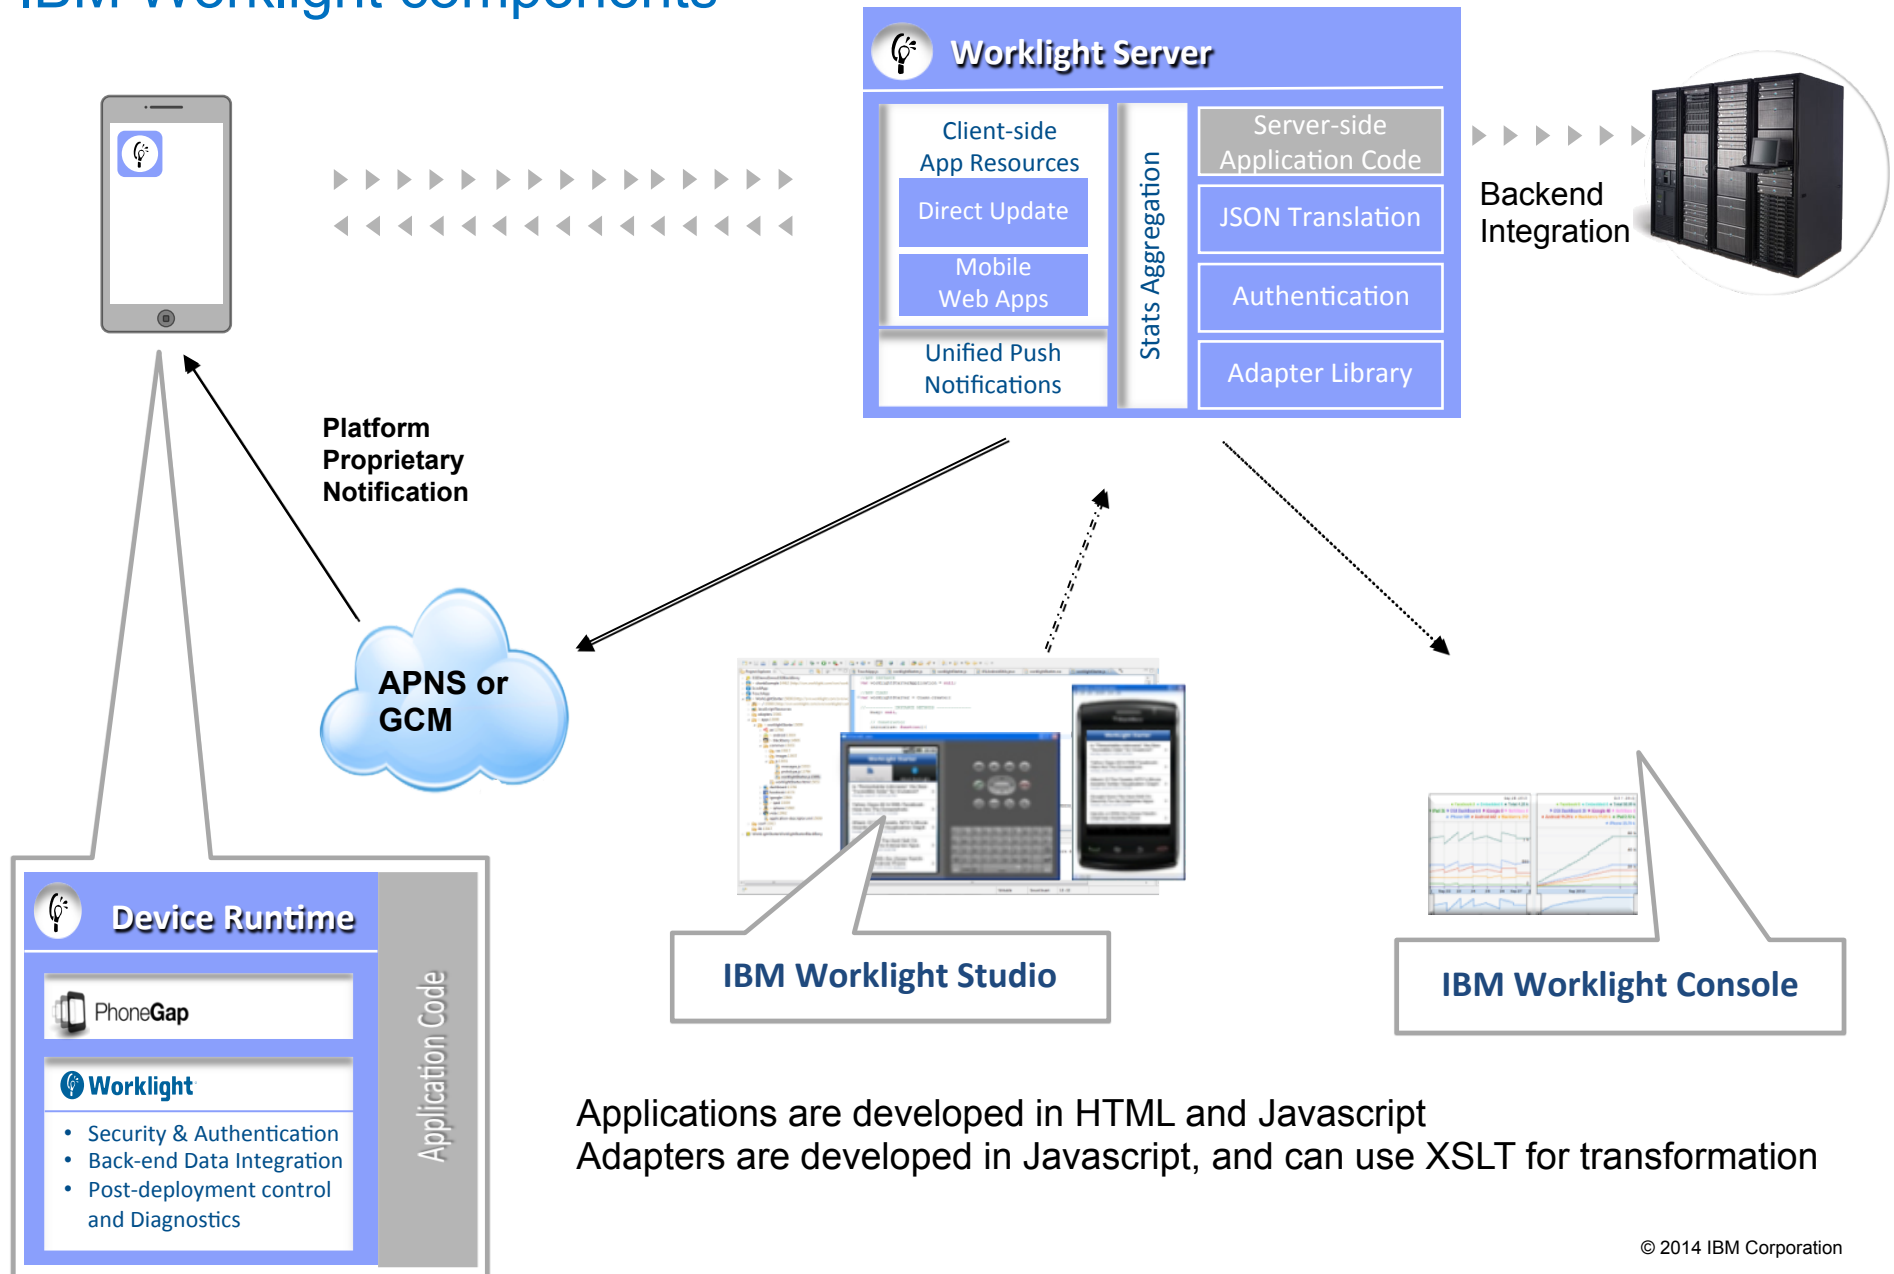 IBM Worklight components
Worklight Server
Client-side
App Resources
Direct Update
Mobile
Web Apps
Unified Push
Notifications
Stats Aggregation
Server-side
Application Code
JSON Translation
Authentication
Adapter Library
Backend
Integration
Platform
Proprietary
Notification
APNS or
GCM
Device Runtime
PhoneGap
Worklight
• Security & Authentication
• Back-end Data Integration
• Post-deployment control
and Diagnostics
Application Code
IBM Worklight Studio
IBM Worklight Console
Applications are developed in HTML and Javascript
Adapters are developed in Javascript, and can use XSLT for transformation
© 2014 IBM Corporation